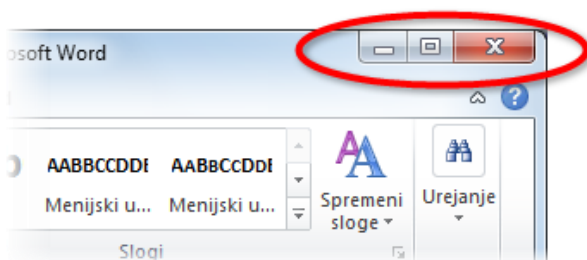 osoft Word
AABBCCDDE AABBCCDDE
Menijski u... Menijski u...
Spremeni
sloge
Urejanje
Slogi